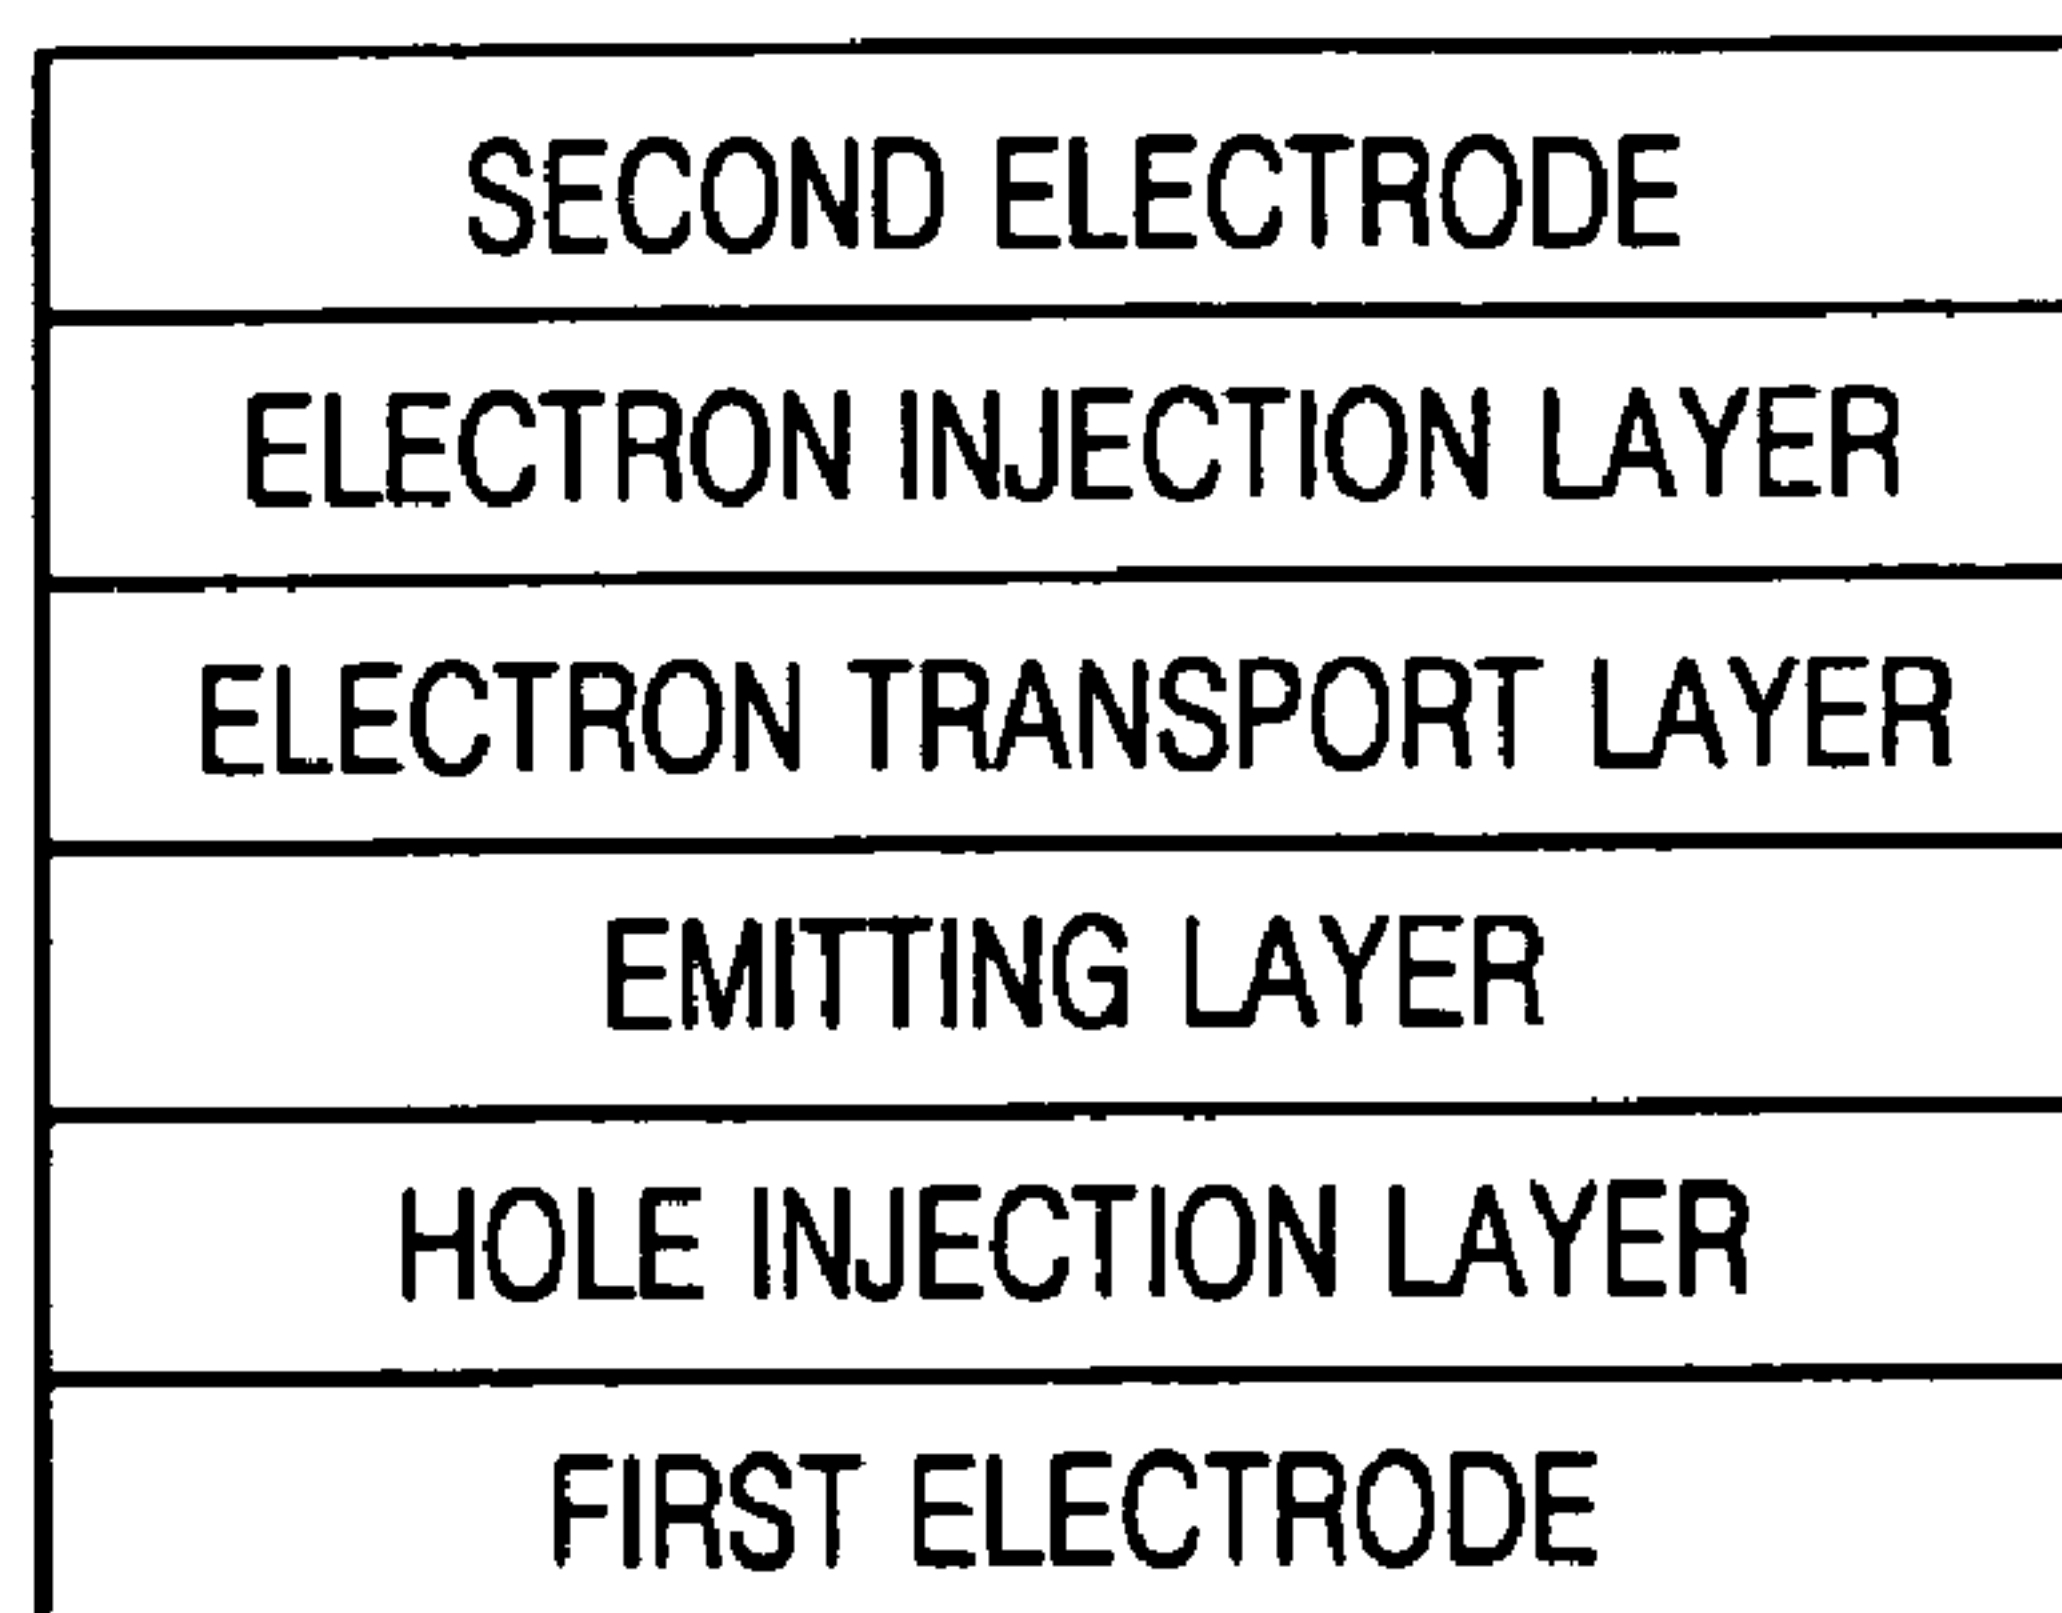 SECOND ELECTRODE
ELECTRON INJECTION LAYER
ELECTRON TRANSPORT LAYER
EMITTING LAYER
HOLE INJECTION LAYER
FIRST ELECTRODE